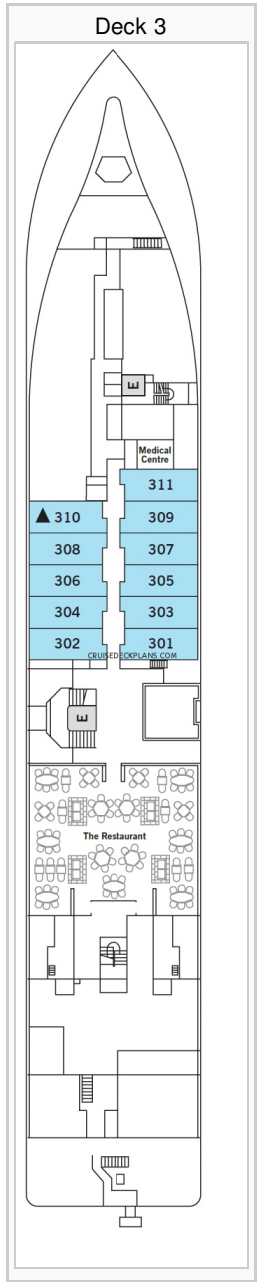 Deck 3
E
Medical
Centre
311
310 309
308 307
306 305
304 303
302 301
CRUISEDECKPLANS.COM
E
The Restaurant